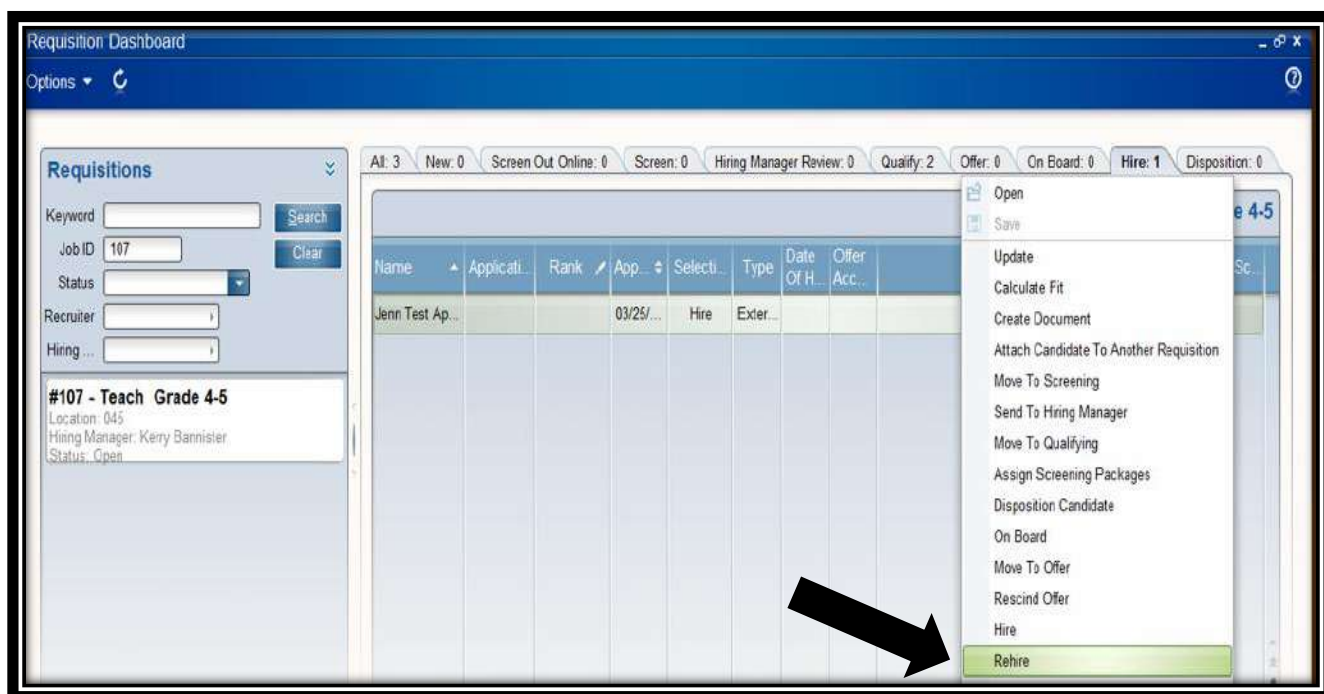 Requisition Dashboard
Options
Requisitions
Keyword
Search
Job ID 107
Clear
Status
Recruiter
Hiring ...
#107 - Teach Grade 4-5
Location: 045
Hiring Manager: Kerry Bannister
Status: Open
All: 3 New: 0 Screen Out Online: 0 Screen: 0 Hiring Manager Review: 0 Qualify: 2 Offer: 0 On Board: 0 Hire: 1 Disposition: 0
e 4-5
Name Applicati... Rank App... Selecti... Type Date Of H... Offer Acc... Sc...
Jenn Test Ap... 03/25/... Hire Exter...
Open
Save
Update
Calculate Fit
Create Document
Attach Candidate To Another Requisition
Move To Screening
Send To Hiring Manager
Move To Qualifying
Assign Screening Packages
Disposition Candidate
On Board
Move To Offer
Rescind Offer
Hire
Rehire